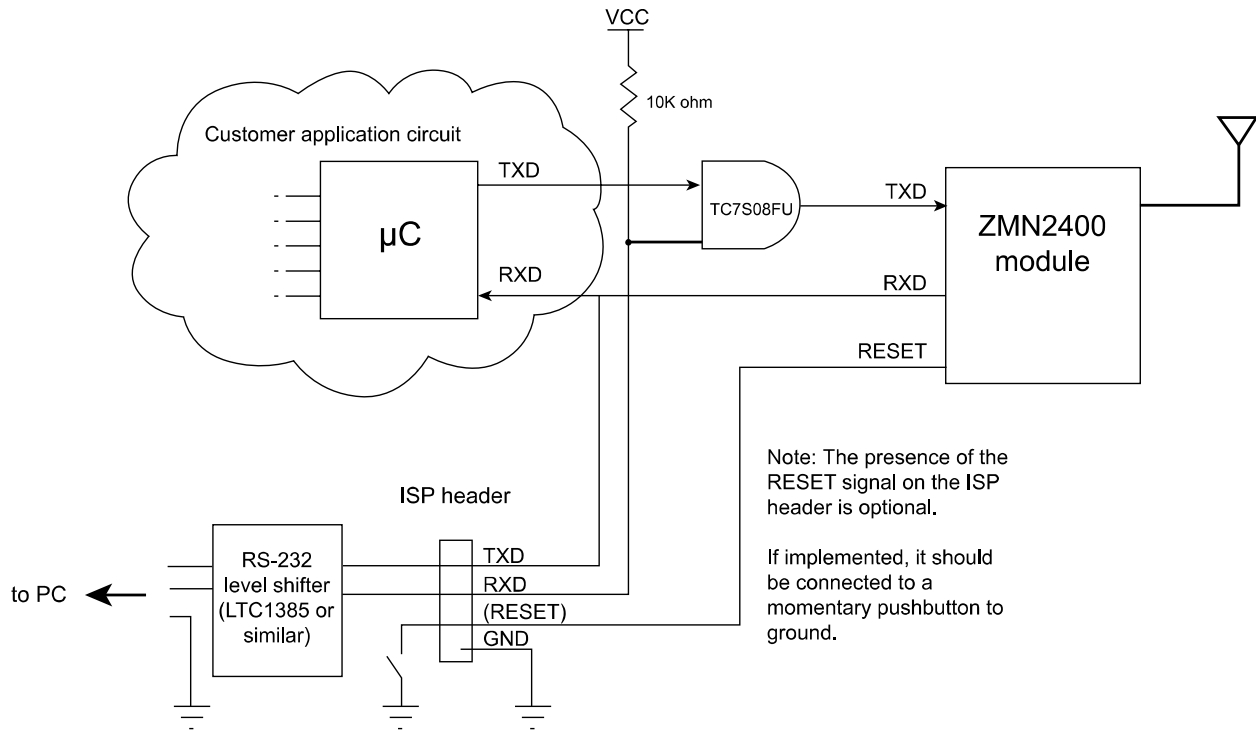 VCC
10K ohm
Customer application circuit
TXD
µC
RXD
TC7S08FU
TXD
RXD
RESET
ZMN2400
module
Note: The presence of the
RESET signal on the ISP
header is optional.
If implemented, it should
be connected to a
momentary pushbutton to
ground.
ISP header
to PC
RS-232
level shifter
(LTC1385 or
similar)
TXD
RXD
(RESET)
GND